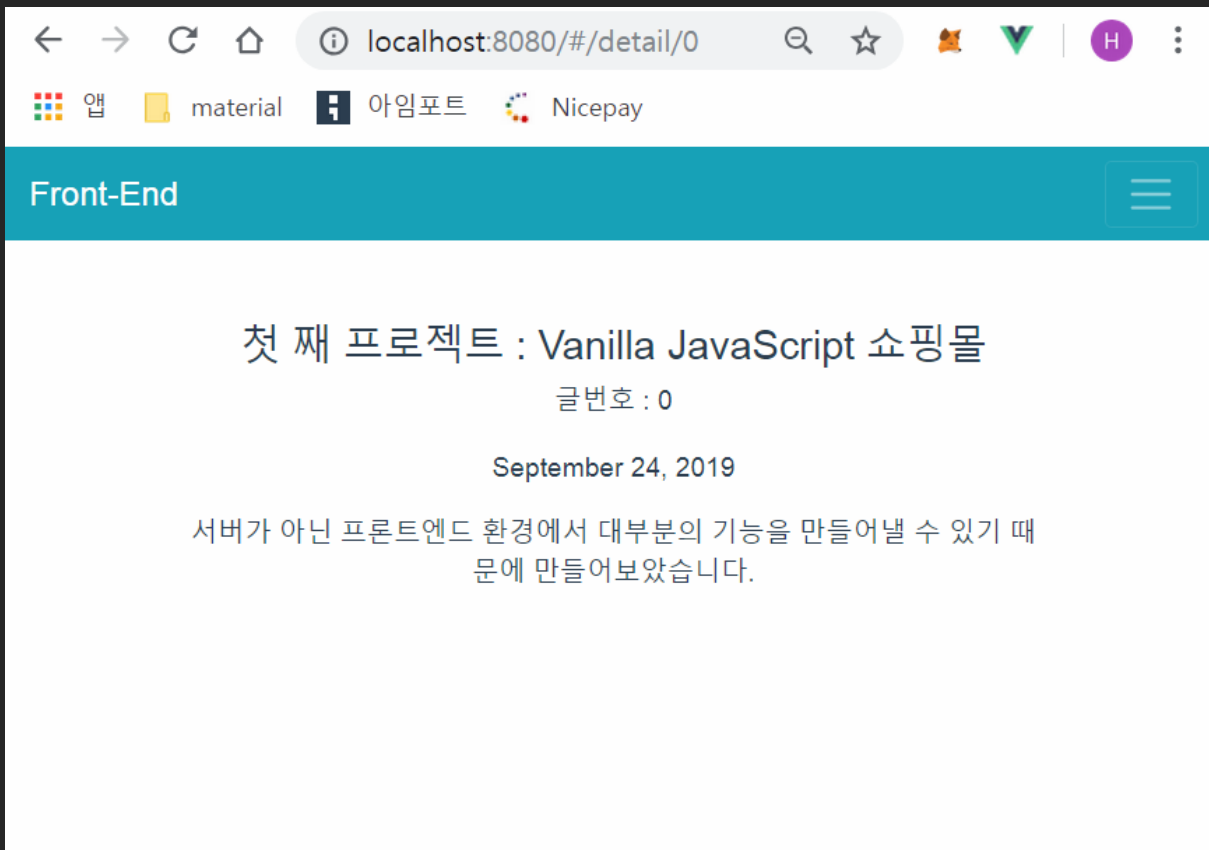 localhost:8080/#/detail/0
H
앱 material 아임포트 Nicepay
Front-End
첫 째 프로젝트 : Vanilla JavaScript 쇼핑몰
글번호 : 0
September 24, 2019
서버가 아닌 프론트엔드 환경에서 대부분의 기능을 만들어낼 수 있기 때
문에 만들어보았습니다.